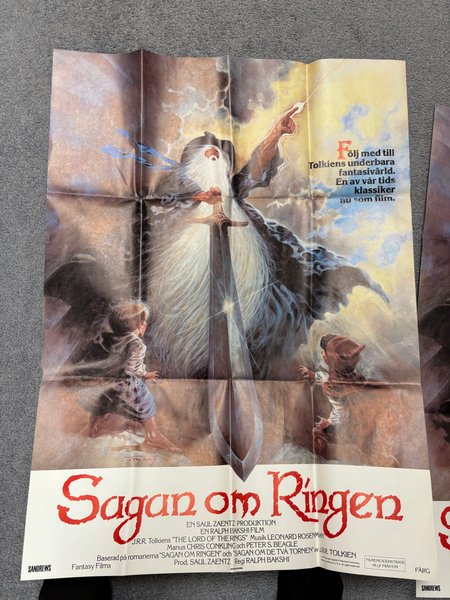 Följ med till
Tolkiens underbara
fantasivärld.
En av vår tids
klassiker
nu som film.
Sagan om Ringen
EN SAUL ZAENTZ PRODUKTION
EN RALPH BAKSHI FILM
J.R.R. Tolkiens "THE LORD OF THE RINGS" Musik LEONARD ROSENMAN
Manus CHRIS CONKLING och PETER S. BEAGLE
Baserad på romanerna "SAGAN OM RINGEN" och "SAGAN OM DE TVÅ TORNEN" av J.R.R. TOLKIEN
Prod. SAUL ZAENTZ Regi RALPH BAKSHI
SANDREWS
Fantasy Films
FILMENS SOUNDTRACK
FÄRG
SANDREWS